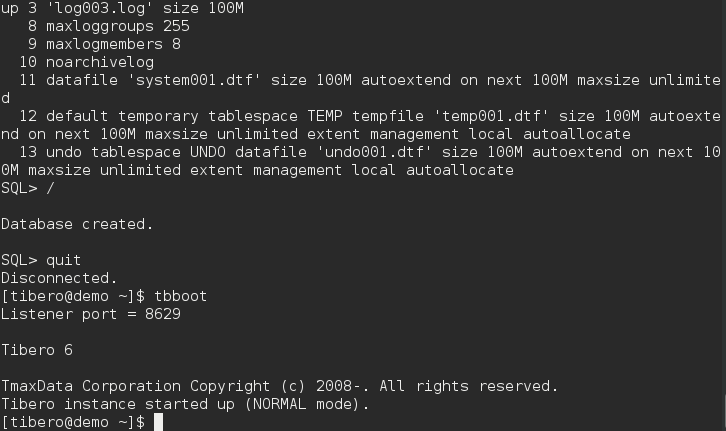 up 3 'log003.log' size 100M
8 maxloggroups 255
9 maxlogmembers 8
10 noarchivelog
11 datafile 'system001.dtf' size 100M autoextend on next 100M maxsize unlimite
d
12 default temporary tablespace TEMP tempfile 'temp001.dtf' size 100M autoexte
nd on next 100M maxsize unlimited extent management local autoallocate
13 undo tablespace UNDO datafile 'undo001.dtf' size 100M autoextend on next 10
0M maxsize unlimited extent management local autoallocate
SQL> /
Database created.
SQL> quit
Disconnected.
[tibero@demo ~]$ tbboot
Listener port = 8629
Tibero 6
TmaxData Corporation Copyright (c) 2008-. All rights reserved.
Tibero instance started up (NORMAL mode).
[tibero@demo ~]$